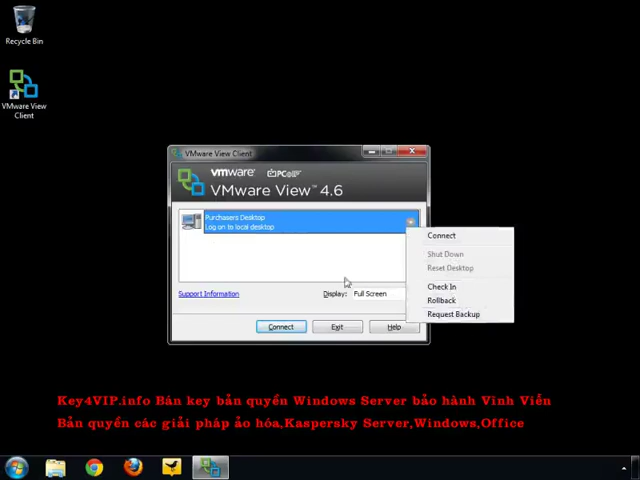 Recycle Bin
VMware View
Client
VMware View Client
vmware PCoIP
VMware View™ 4.6
Purchasers Desktop
Log on to local desktop
Connect
Shut Down
Reset Desktop
Check In
Rollback
Request Backup
Support Information
Display: Full Screen
Connect
Exit
Help
Key4VIP.info Bán key bản quyền Windows Server bảo hành Vĩnh Viễn
Bản quyền các giải pháp ảo hóa,Kaspersky Server,Windows,Office